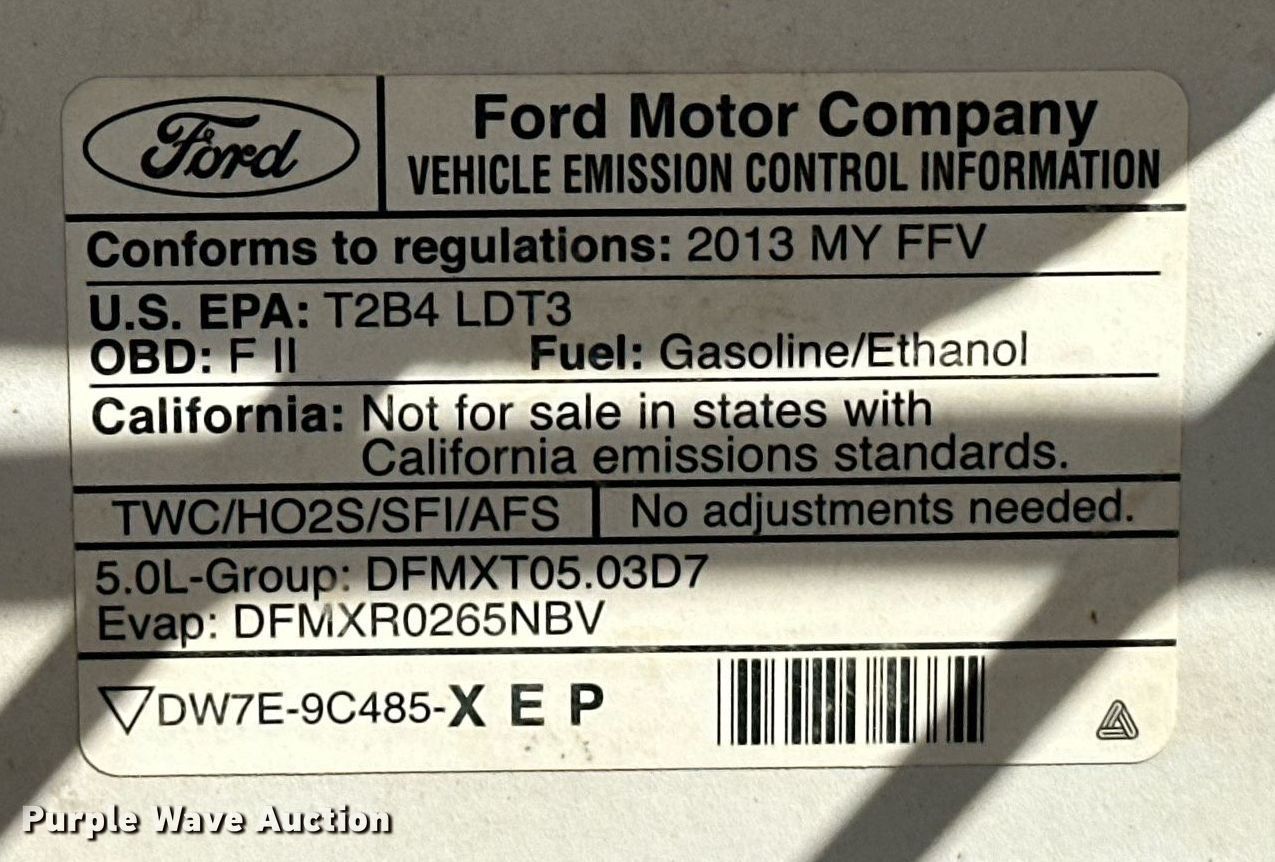 Ford
Ford Motor Company
VEHICLE EMISSION CONTROL INFORMATION
Conforms to regulations: 2013 MY FFV
U.S. EPA: T2B4 LDT3
OBD: F II Fuel: Gasoline/Ethanol
California: Not for sale in states with
California emissions standards.
TWC/HO2S/SFI/AFS No adjustments needed.
5.0L-Group: DFMXT05.03D7
Evap: DFMXR0265NBV
▽DW7E-9C485-X E P
Purple Wave Auction